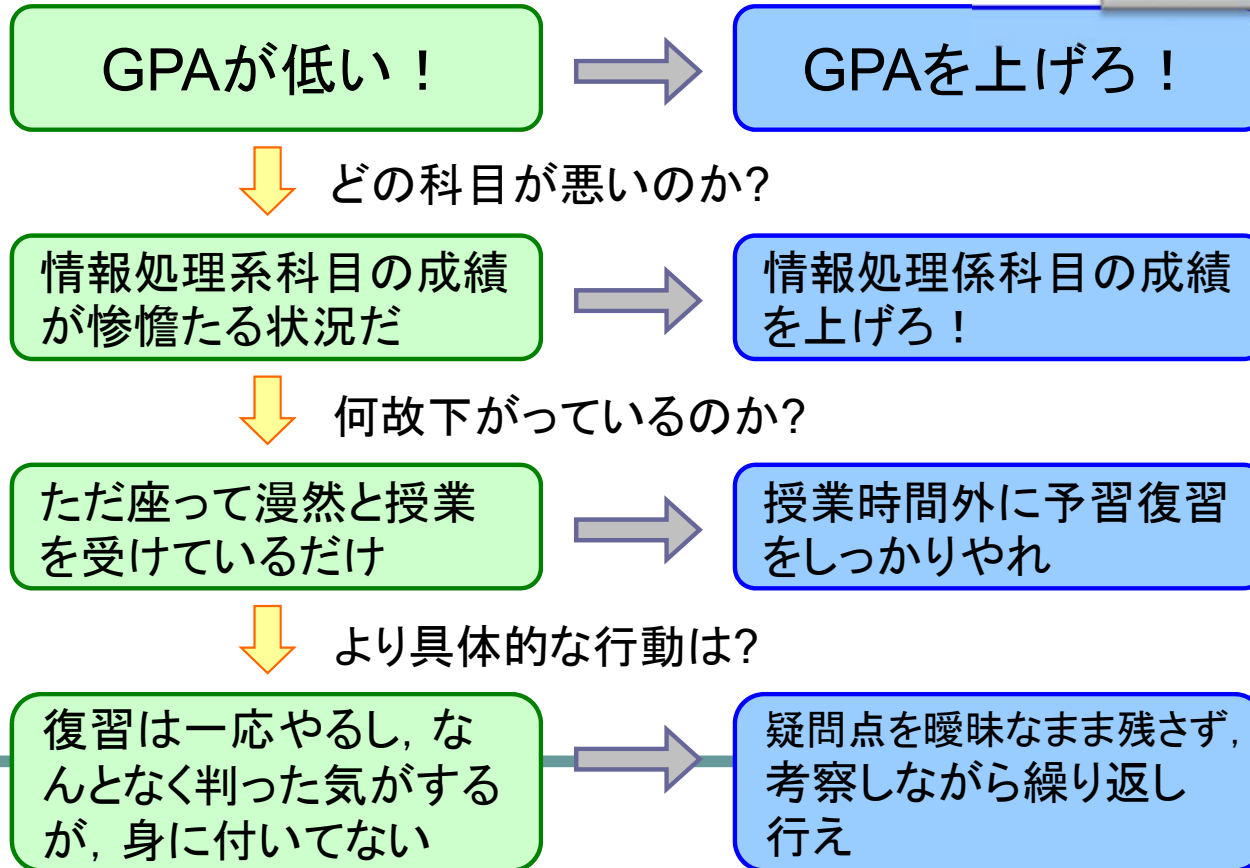 GPAが低い！
GPAを上げろ！
どの科目が悪いのか?
情報処理系科目の成績
が惨憺たる状況だ
情報処理係科目の成績
を上げろ！
何故下がっているのか?
ただ座って漫然と授業
を受けているだけ
授業時間外に予習復習
をしっかりやれ
より具体的な行動は?
復習は一応やるし, な
んとなく判った気がする
が, 身に付いてない
疑問点を曖昧なまま残さず,
考察しながら繰り返し
行え